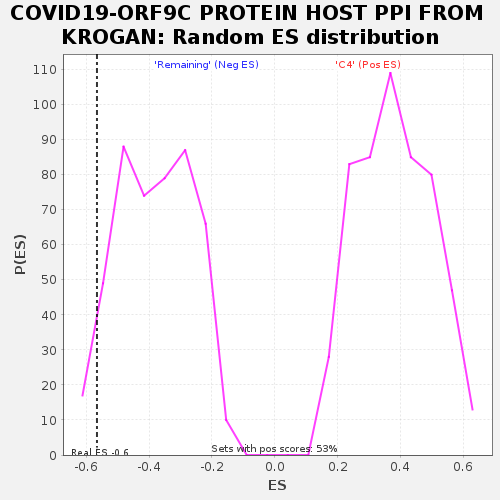 COVID19-ORF9C PROTEIN HOST PPI FROM
KROGAN: Random ES distribution
'Remaining' (Neg ES)
'C4' (Pos ES)
110
100
90
80
70
60
50
40
30
20
10
0
P(ES)
Real ES -0.6
Sets with pos scores: 53%
-0.6
-0.4
-0.2
0.0
0.2
0.4
0.6
ES